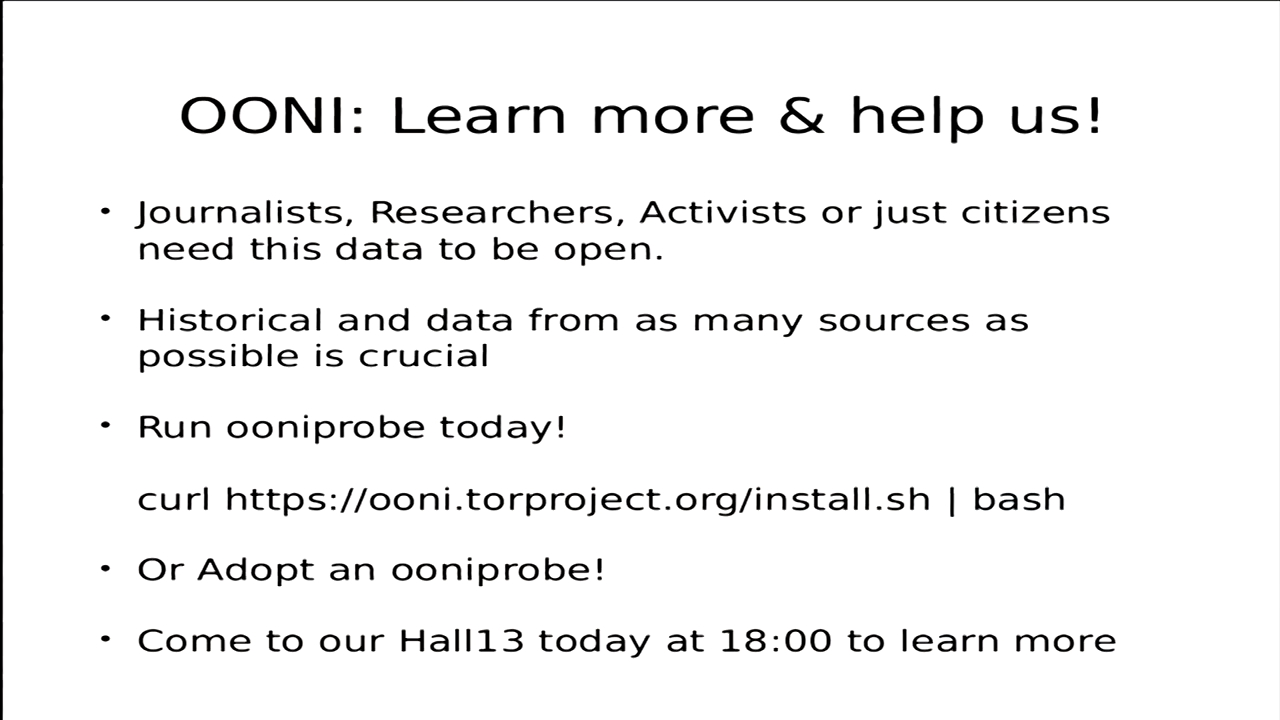 OONI: Learn more & help us!
• Journalists, Researchers, Activists or just citizens
need this data to be open.
• Historical and data from as many sources as
possible is crucial
• Run ooniprobe today!
curl https://ooni.torproject.org/install.sh | bash
• Or Adopt an ooniprobe!
• Come to our Hall13 today at 18:00 to learn more